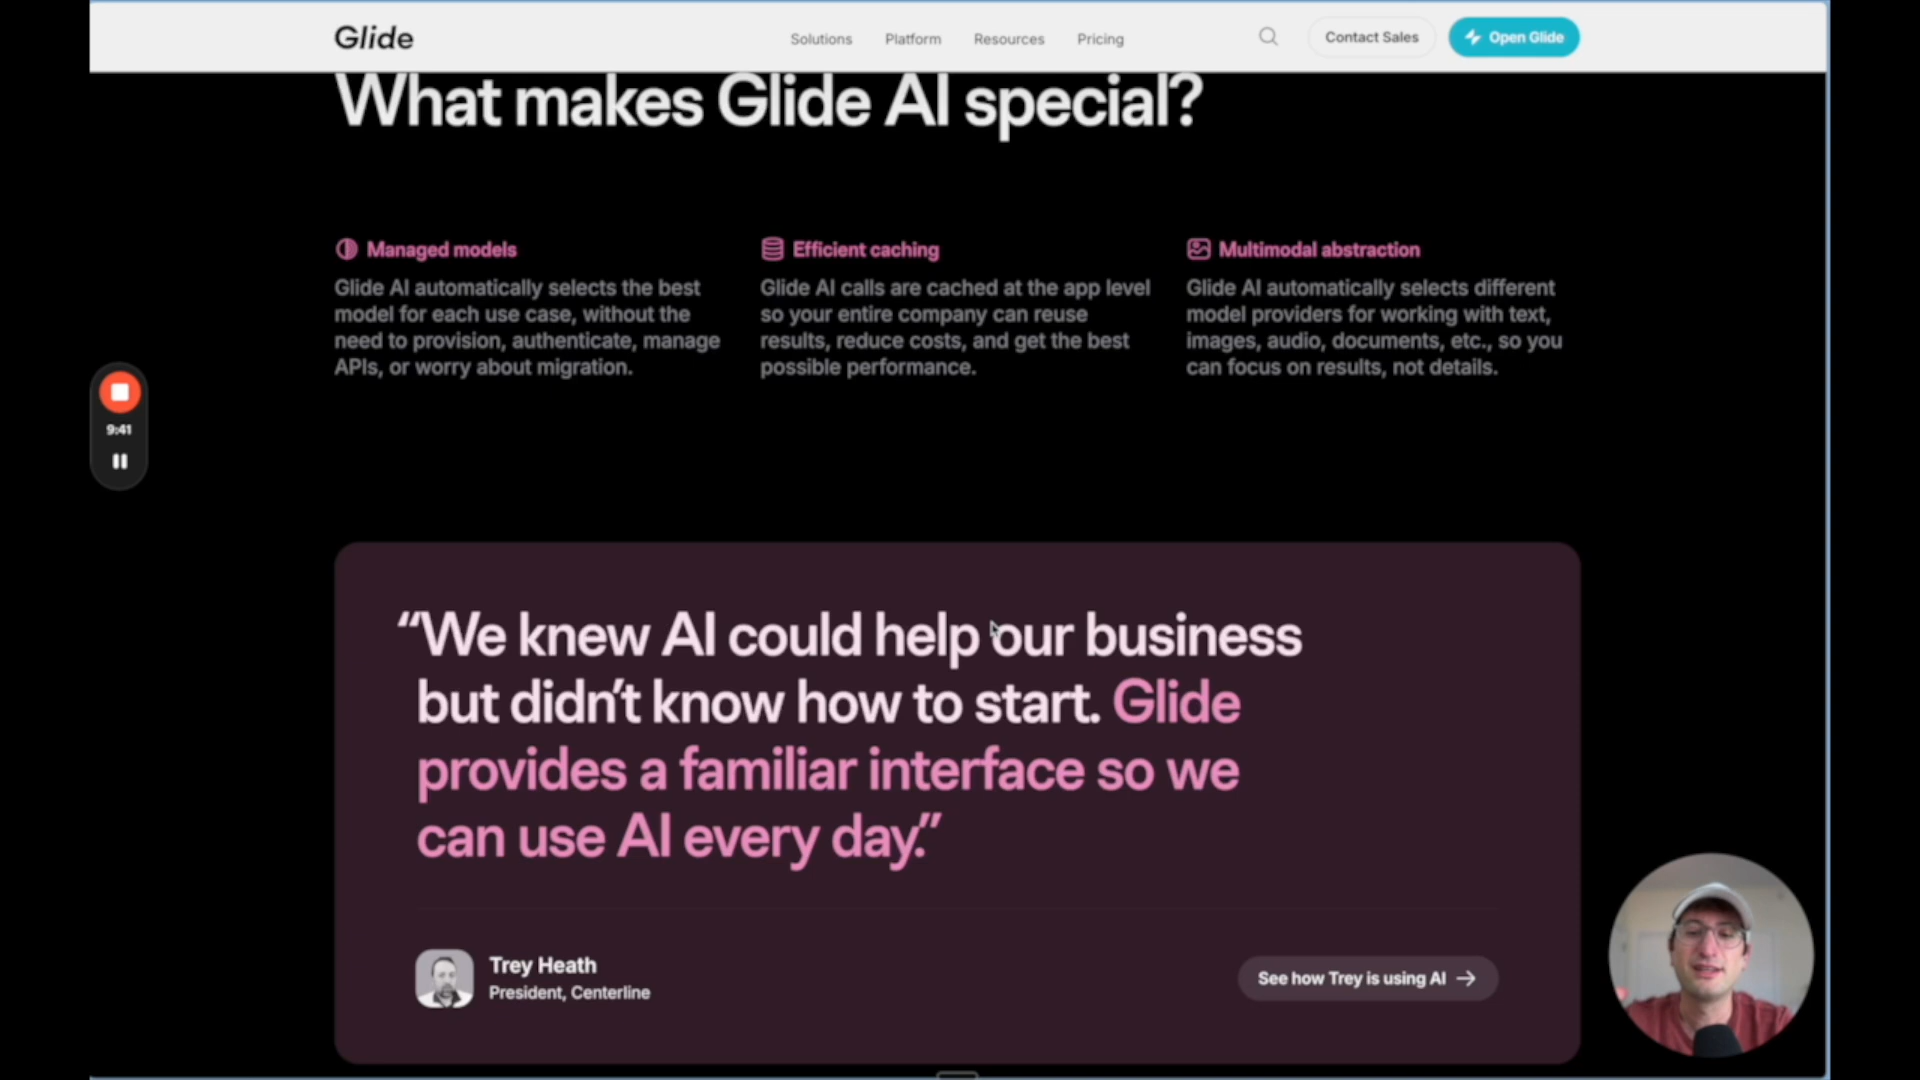 Glide
Solutions
Platform
Resources
Pricing
Contact Sales
Open Glide
What makes Glide AI special?
Managed models
Glide AI automatically selects the best
model for each use case, without the
need to provision, authenticate, manage
APIs, or worry about migration.
Efficient caching
Glide AI calls are cached at the app level
so your entire company can reuse
results, reduce costs, and get the best
possible performance.
Multimodal abstraction
Glide AI automatically selects different
model providers for working with text,
images, audio, documents, etc., so you
can focus on results, not details.
9:41
“We knew AI could help our business
but didn’t know how to start. Glide
provides a familiar interface so we
can use AI every day.”
Trey Heath
President, Centerline
See how Trey is using AI →